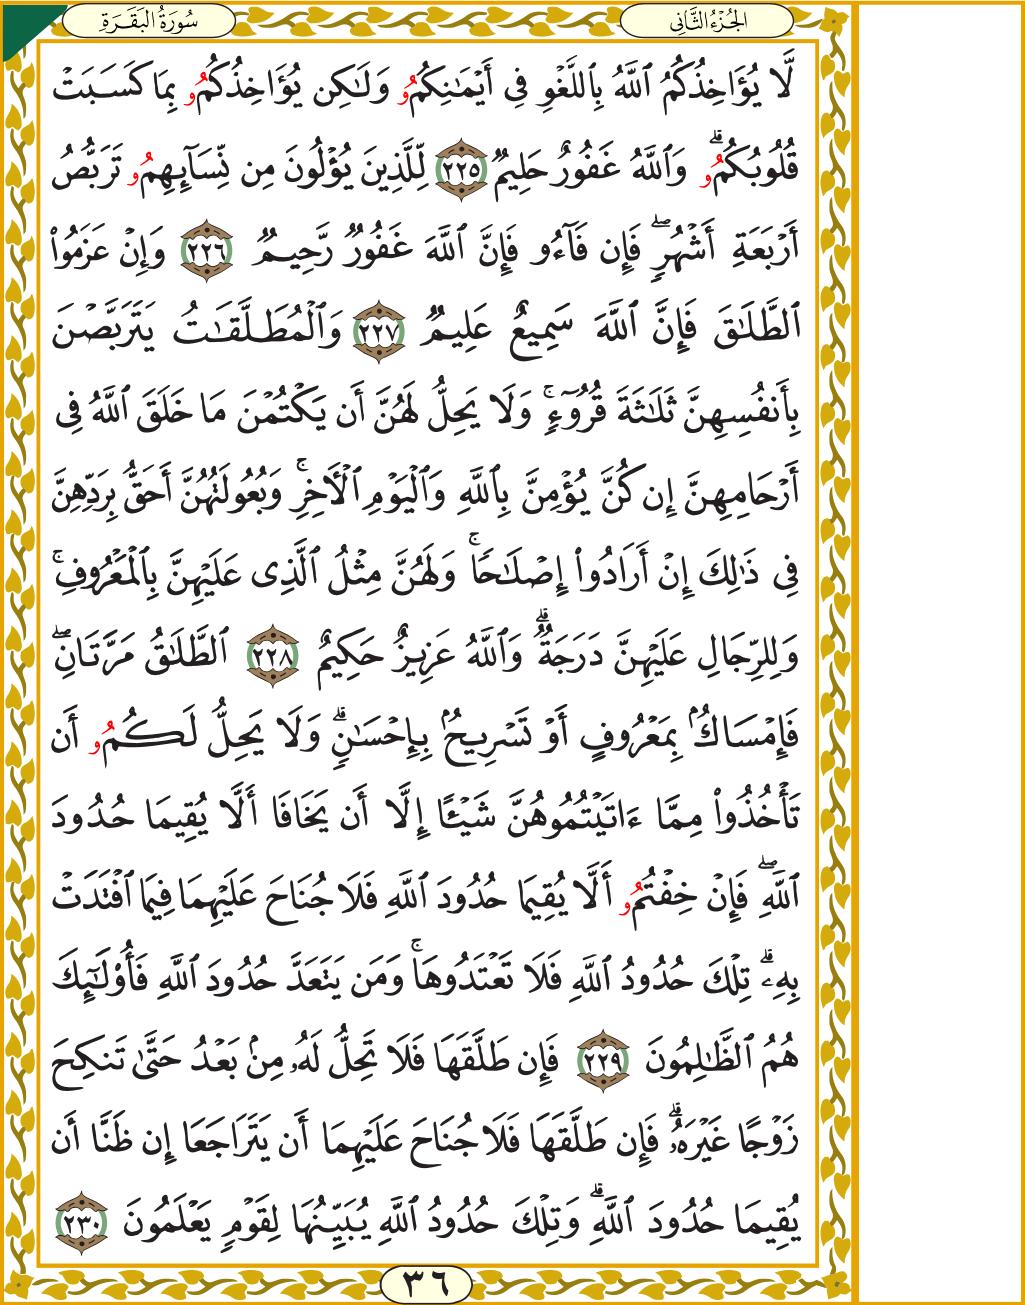 الجُزْءُ الثَّانِي
سُورَةُ البَقَرَةِ
لَّا يُؤَاخِذُكُمُ ٱللَّهُ بِٱللَّغْوِ فِىٓ أَيْمَـٰنِكُمُۥ وَلَـٰكِن يُؤَاخِذُكُمُۥ بِمَا كَسَبَتْ
قُلُوبُكُمُۥۗ وَٱللَّهُ غَفُورٌ حَلِيمٌ ٢٢٥ لِّلَّذِينَ يُؤْلُونَ مِن نِّسَآئِهِمُۥ تَرَبُّصُ
أَرْبَعَةِ أَشْهُرٍۖ فَإِن فَآءُو فَإِنَّ ٱللَّهَ غَفُورٌ رَّحِيمٌ ٢٢٦ وَإِنْ عَزَمُوا۟
ٱلطَّلَـٰقَ فَإِنَّ ٱللَّهَ سَمِيعٌ عَلِيمٌ ٢٢٧ وَٱلْمُطَلَّقَـٰتُ يَتَرَبَّصْنَ
بِأَنفُسِهِنَّ ثَلَـٰثَةَ قُرُوٓءٍۚ وَلَا يَحِلُّ لَهُنَّ أَن يَكْتُمْنَ مَا خَلَقَ ٱللَّهُ فِىٓ
أَرْحَامِهِنَّ إِن كُنَّ يُؤْمِنَّ بِٱللَّهِ وَٱلْيَوْمِ ٱلْـَٔاخِرِۚ وَبُعُولَتُهُنَّ أَحَقُّ بِرَدِّهِنَّ
فِى ذَٰلِكَ إِنْ أَرَادُوٓا۟ إِصْلَـٰحًاۚ وَلَهُنَّ مِثْلُ ٱلَّذِى عَلَيْهِنَّ بِٱلْمَعْرُوفِۚ
وَلِلرِّجَالِ عَلَيْهِنَّ دَرَجَةٌۗ وَٱللَّهُ عَزِيزٌ حَكِيمٌ ٢٢٨ ٱلطَّلَـٰقُ مَرَّتَانِۖ
فَإِمْسَاكٌۢ بِمَعْرُوفٍ أَوْ تَسْرِيحٌۢ بِإِحْسَـٰنٍۗ وَلَا يَحِلُّ لَكُمُۥ أَن
تَأْخُذُوا۟ مِمَّآ ءَاتَيْتُمُوهُنَّ شَيْـًٔا إِلَّآ أَن يَخَافَآ أَلَّا يُقِيمَا حُدُودَ
ٱللَّهِۖ فَإِنْ خِفْتُمُۥ أَلَّا يُقِيمَا حُدُودَ ٱللَّهِ فَلَا جُنَاحَ عَلَيْهِمَا فِيمَا ٱفْتَدَتْ
بِهِۦۗ تِلْكَ حُدُودُ ٱللَّهِ فَلَا تَعْتَدُوهَاۚ وَمَن يَتَعَدَّ حُدُودَ ٱللَّهِ فَأُو۟لَـٰٓئِكَ
هُمُ ٱلظَّـٰلِمُونَ ٢٢٩ فَإِن طَلَّقَهَا فَلَا تَحِلُّ لَهُۥ مِنۢ بَعْدُ حَتَّىٰ تَنكِحَ
زَوْجًا غَيْرَهُۥۗ فَإِن طَلَّقَهَا فَلَا جُنَاحَ عَلَيْهِمَآ أَن يَتَرَاجَعَآ إِن ظَنَّآ أَن
يُقِيمَا حُدُودَ ٱللَّهِۗ وَتِلْكَ حُدُودُ ٱللَّهِ يُبَيِّنُهَا لِقَوْمٍ يَعْلَمُونَ ٢٣٠
٣٦